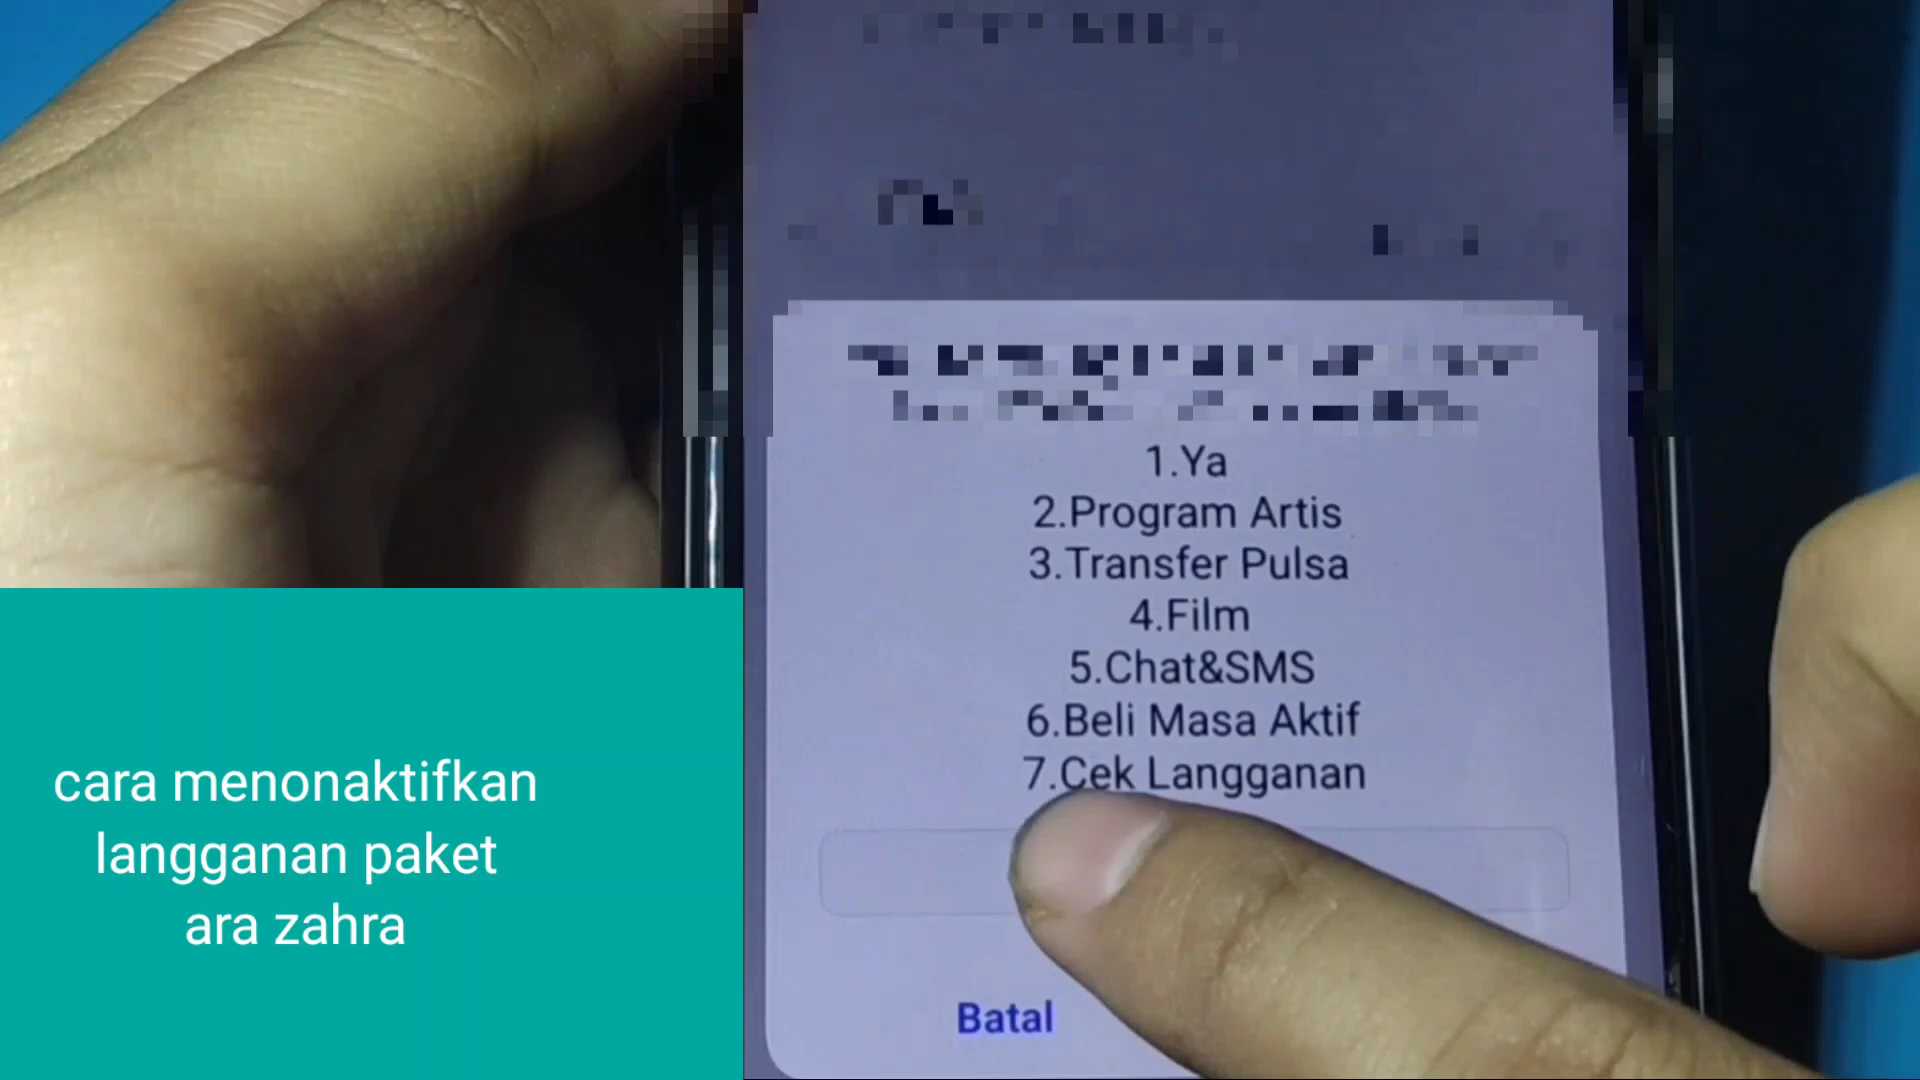 1.Ya
2.Program Artis
3.Transfer Pulsa
4.Film
5.Chat&SMS
6.Beli Masa Aktif
7.Cek Langganan
Batal
cara menonaktifkan
langganan paket
ara zahra